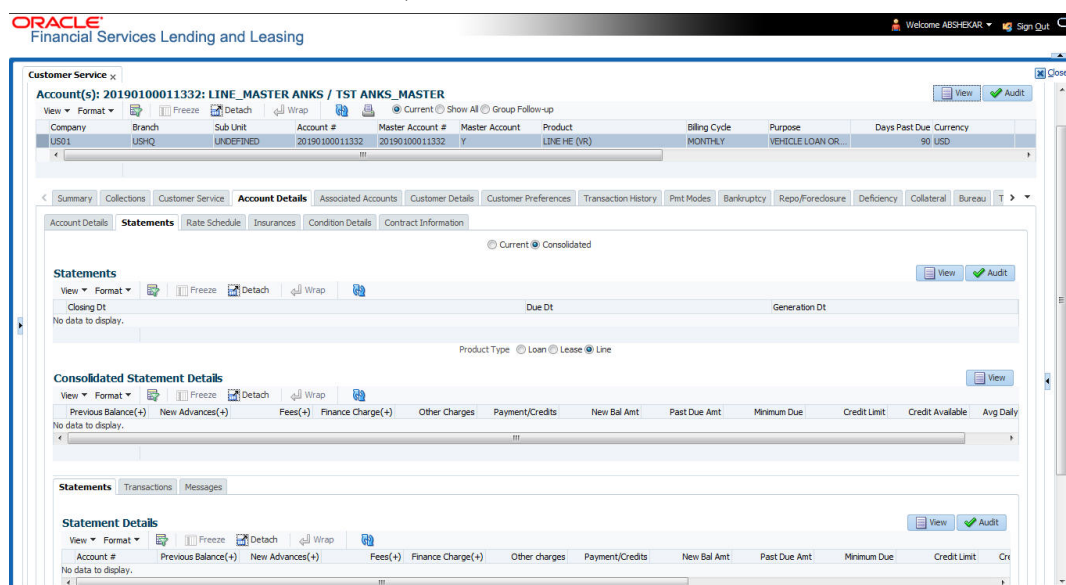 ORACLE
Financial Services Lending and Leasing
Welcome ABSHEKAR Sign Out
Customer Service x Close
Account(s): 20190100011332: LINE_MASTER ANKS / TST ANKS_MASTER View Audit
View Format Freeze Detach Wrap Current Show All Group Follow-up
Company Branch Sub Unit Account # Master Account # Master Account Product Billing Cycle Purpose Days Past Due Currency
US01 USHQ UNDEFINED 20190100011332 20190100011332 Y LINE HE (VR) MONTHLY VEHICLE LOAN OR... 90 USD
Summary Collections Customer Service Account Details Associated Accounts Customer Details Customer Preferences Transaction History Pmt Modes Bankruptcy Repo/Foreclosure Deficiency Collateral Bureau T
Account Details Statements Rate Schedule Insurances Condition Details Contract Information
Current Consolidated
Statements View Audit
View Format Freeze Detach Wrap
Closing Dt Due Dt Generation Dt
No data to display.
Product Type Loan Lease Line
Consolidated Statement Details View
View Format Freeze Detach Wrap
Previous Balance(+) New Advances(+) Fees(+) Finance Charge(+) Other Charges Payment/Credits New Bal Amt Past Due Amt Minimum Due Credit Limit Credit Available Avg Daily
No data to display.
Statements Transactions Messages
Statement Details View Audit
View Format Freeze Detach Wrap
Account # Previous Balance(+) New Advances(+) Fees(+) Finance Charge(+) Other charges Payment/Credits New Bal Amt Past Due Amt Minimum Due Credit Limit Cre
No data to display.